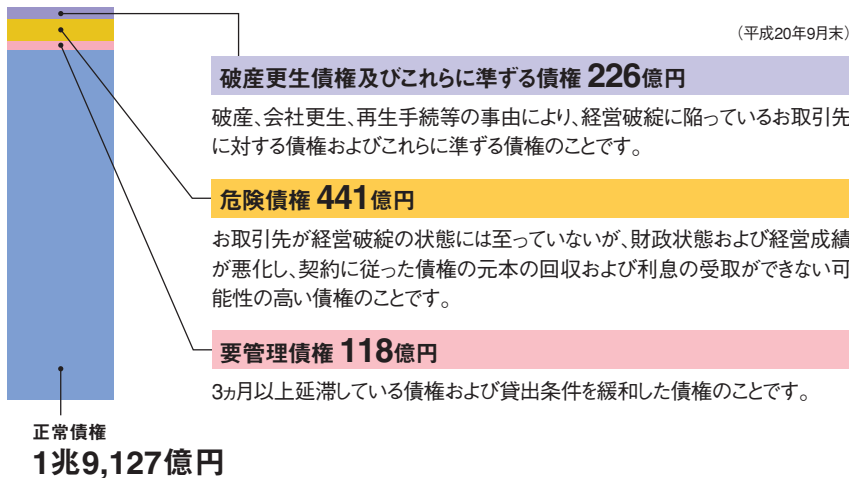 （平成20年9月末）
破産更生債権及びこれらに準ずる債権 226億円
破産、会社更生、再生手続等の事由により、経営破綻に陥っているお取引先
に対する債権およびこれらに準ずる債権のことです。
危険債権 441億円
お取引先が経営破綻の状態には至っていないが、財政状態および経営成績
が悪化し、契約に従った債権の元本の回収および利息の受取ができない可
能性の高い債権のことです。
要管理債権 118億円
3ヵ月以上延滞している債権および貸出条件を緩和した債権のことです。
正常債権
1兆9,127億円